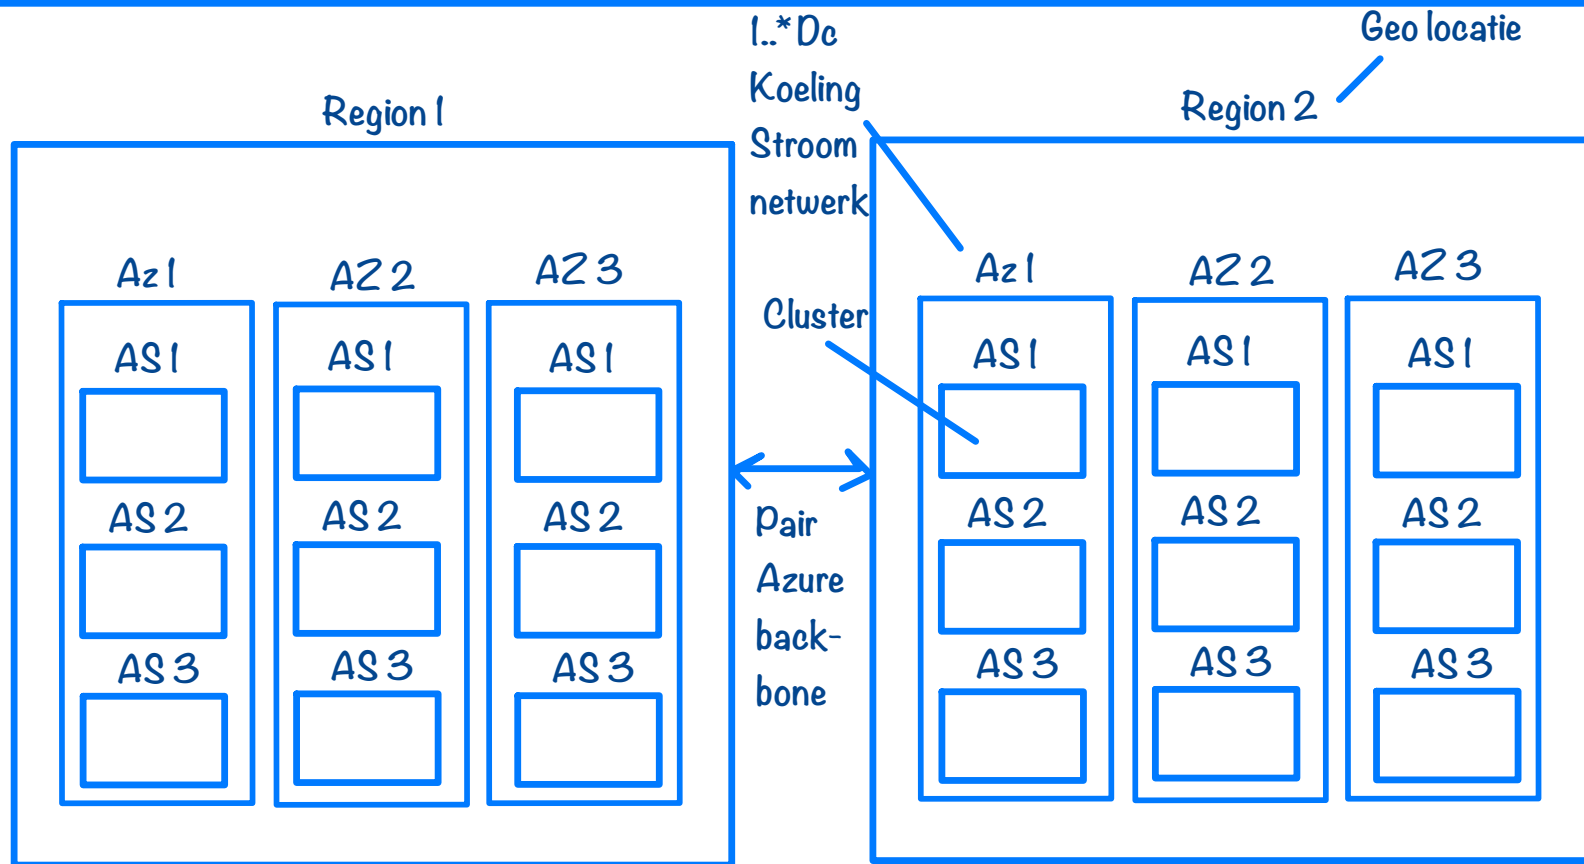 1..* Dc
Koeling
Stroom
netwerk
Geo locatie
Region 1
Region 2
Az 1
AZ 2
AZ 3
AS 1
AS 1
AS 1
AS 2
AS 2
AS 2
AS 3
AS 3
AS 3
Cluster
Pair
Azure
back-
bone
Az 1
AZ 2
AZ 3
AS 1
AS 1
AS 1
AS 2
AS 2
AS 2
AS 3
AS 3
AS 3